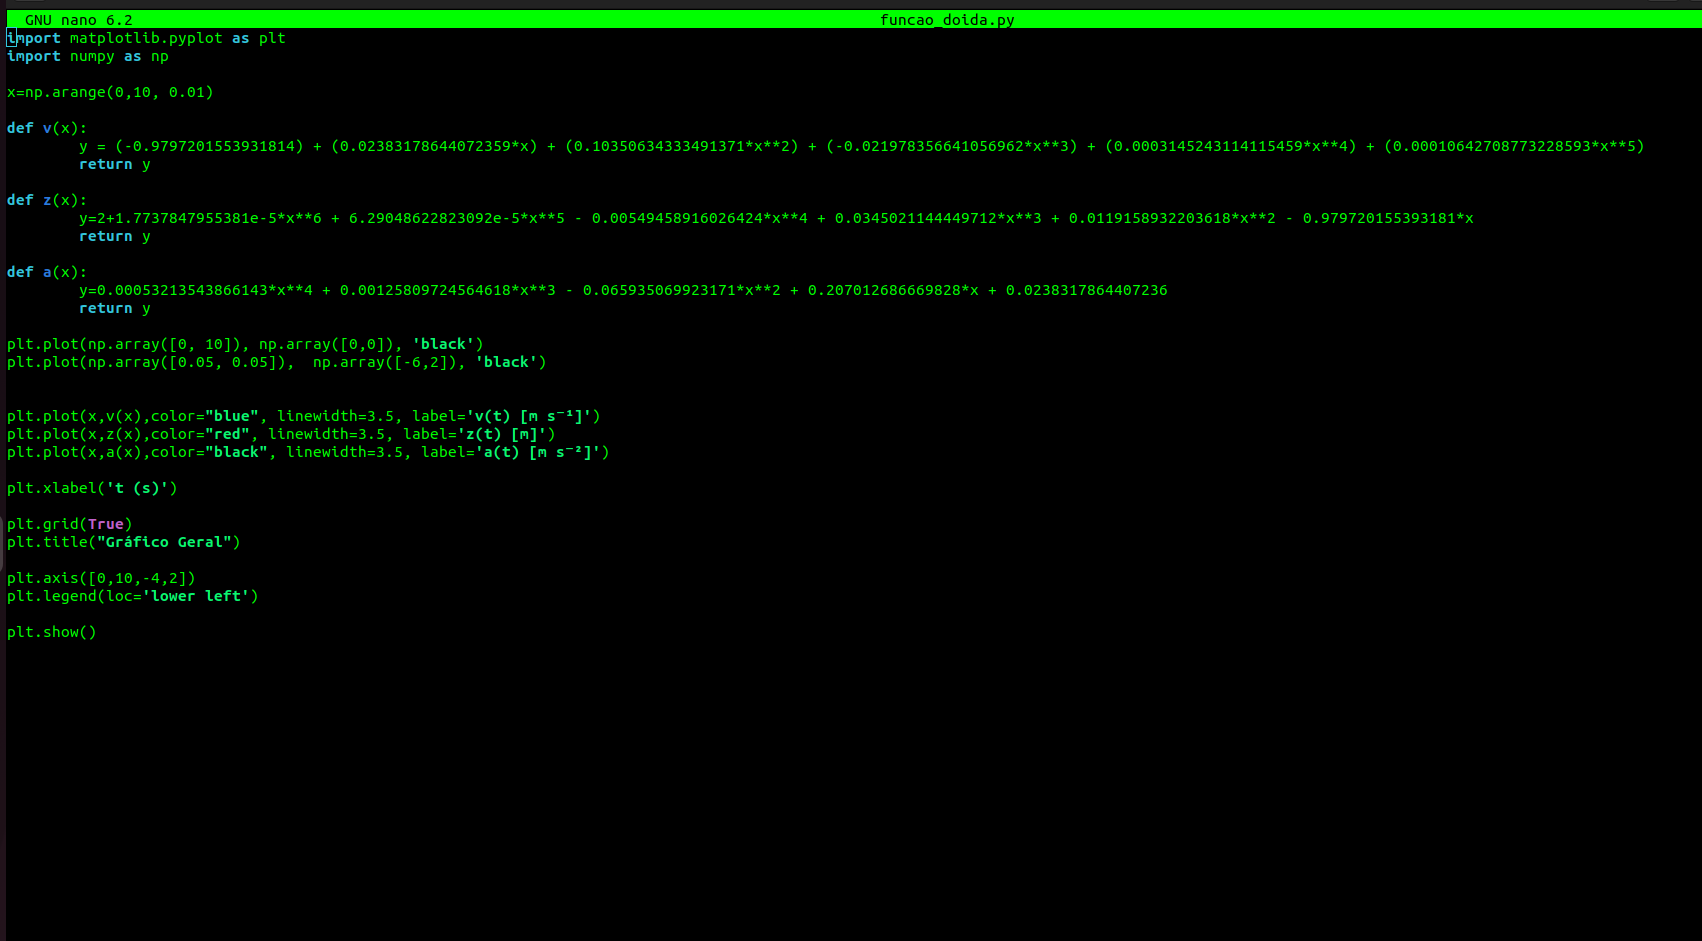 GNU nano 6.2 funcao_doida.py
import matplotlib.pyplot as plt
import numpy as np
x=np.arange(0,10, 0.01)
def v(x):
y = (-0.9797201553931814) + (0.02383178644072359*x) + (0.10350634333491371*x**2) + (-0.021978356641056962*x**3) + (0.0003145243114115459*x**4) + (0.00010642708773228593*x**5)
return y
def z(x):
y=2+1.7737847955381e-5*x**6 + 6.29048622823092e-5*x**5 - 0.00549458916026424*x**4 + 0.0345021144449712*x**3 + 0.0119158932203618*x**2 - 0.979720155393181*x
return y
def a(x):
y=0.00053213543866143*x**4 + 0.00125809724564618*x**3 - 0.065935069923171*x**2 + 0.207012686669828*x + 0.0238317864407236
return y
plt.plot(np.array([0, 10]), np.array([0,0]), 'black')
plt.plot(np.array([0.05, 0.05]),  np.array([-6,2]), 'black')
plt.plot(x,v(x),color="blue", linewidth=3.5, label='v(t) [m s⁻¹]')
plt.plot(x,z(x),color="red", linewidth=3.5, label='z(t) [m]')
plt.plot(x,a(x),color="black", linewidth=3.5, label='a(t) [m s⁻²]')
plt.xlabel('t (s)')
plt.grid(True)
plt.title("Gráfico Geral")
plt.axis([0,10,-4,2])
plt.legend(loc='lower left')
plt.show()